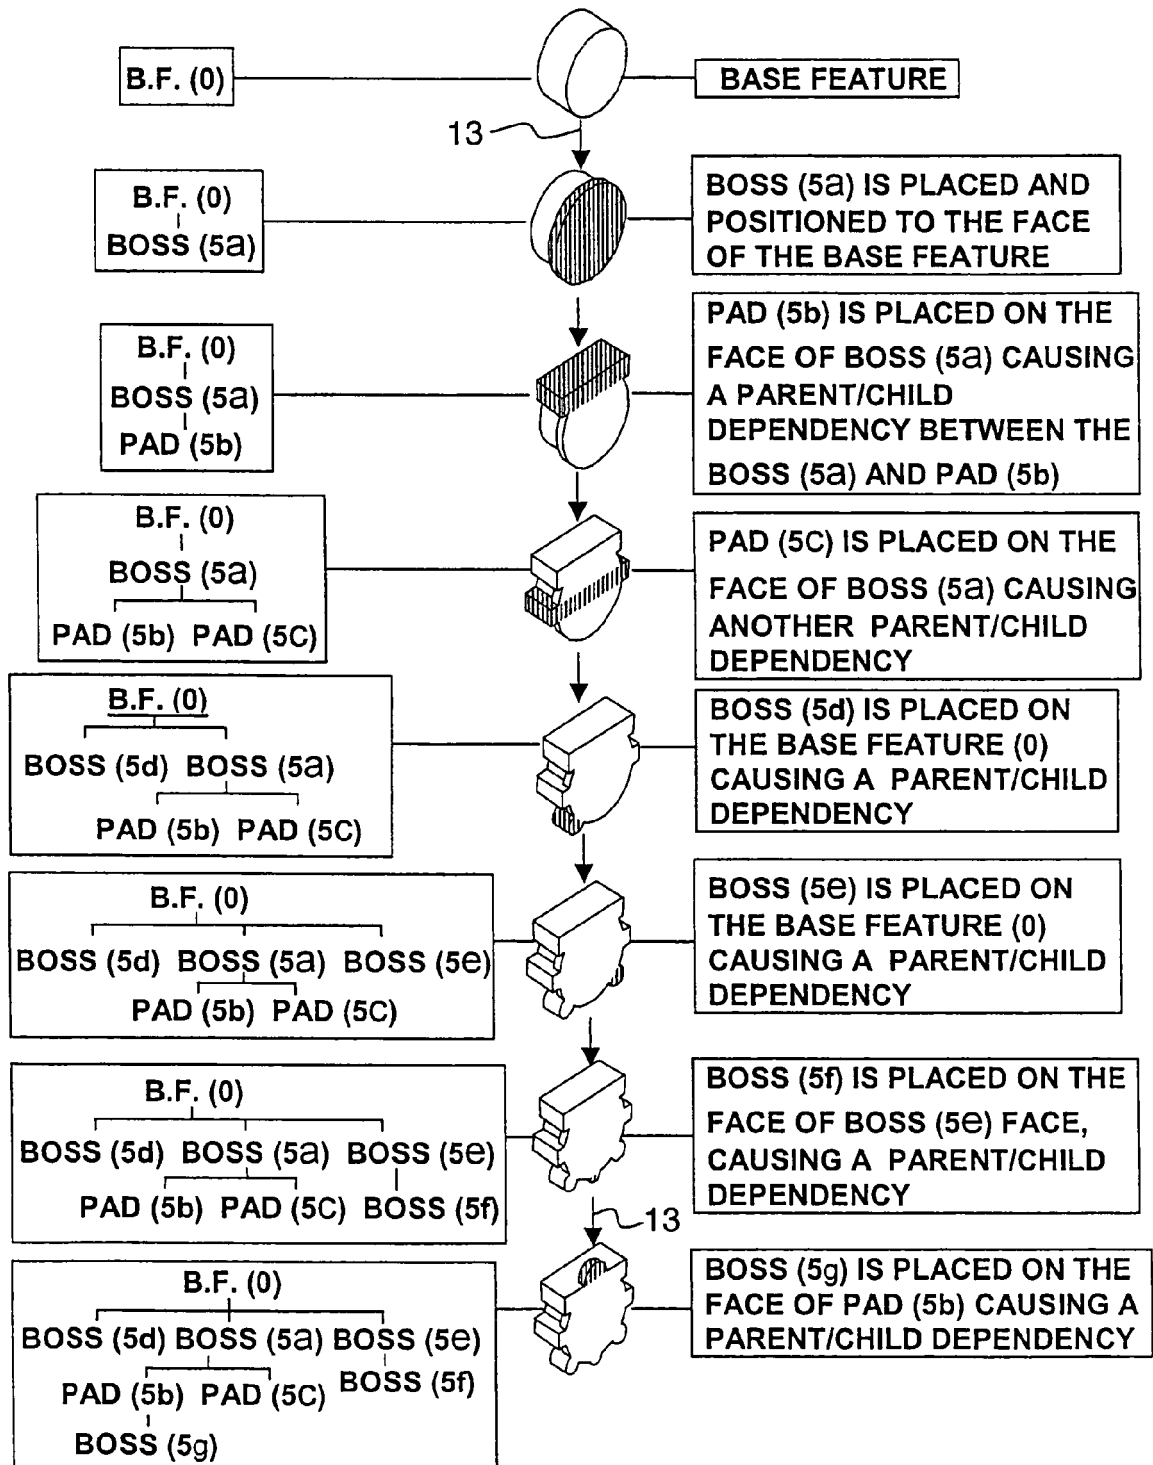 B.F. (0)
BASE FEATURE
13
B.F. (0)
BOSS (5a)
BOSS (5a) IS PLACED AND
POSITIONED TO THE FACE
OF THE BASE FEATURE
B.F. (0)
BOSS (5a)
PAD (5b)
PAD (5b) IS PLACED ON THE
FACE OF BOSS (5a) CAUSING
A PARENT/CHILD
DEPENDENCY BETWEEN THE
BOSS (5a) AND PAD (5b)
B.F. (0)
BOSS (5a)
PAD (5b) PAD (5C)
PAD (5C) IS PLACED ON THE
FACE OF BOSS (5a) CAUSING
ANOTHER PARENT/CHILD
DEPENDENCY
B.F. (0)
BOSS (5d) BOSS (5a)
PAD (5b) PAD (5C)
BOSS (5d) IS PLACED ON
THE BASE FEATURE (0)
CAUSING A PARENT/CHILD
DEPENDENCY
B.F. (0)
BOSS (5d) BOSS (5a) BOSS (5e)
PAD (5b) PAD (5C)
BOSS (5e) IS PLACED ON
THE BASE FEATURE (0)
CAUSING A PARENT/CHILD
DEPENDENCY
B.F. (0)
BOSS (5d) BOSS (5a) BOSS (5e)
PAD (5b) PAD (5C) BOSS (5f)
BOSS (5f) IS PLACED ON THE
FACE OF BOSS (5e) FACE,
CAUSING A PARENT/CHILD
DEPENDENCY
13
B.F. (0)
BOSS (5d) BOSS (5a) BOSS (5e)
PAD (5b) PAD (5C) BOSS (5f)
BOSS (5g)
BOSS (5g) IS PLACED ON THE
FACE OF PAD (5b) CAUSING A
PARENT/CHILD DEPENDENCY